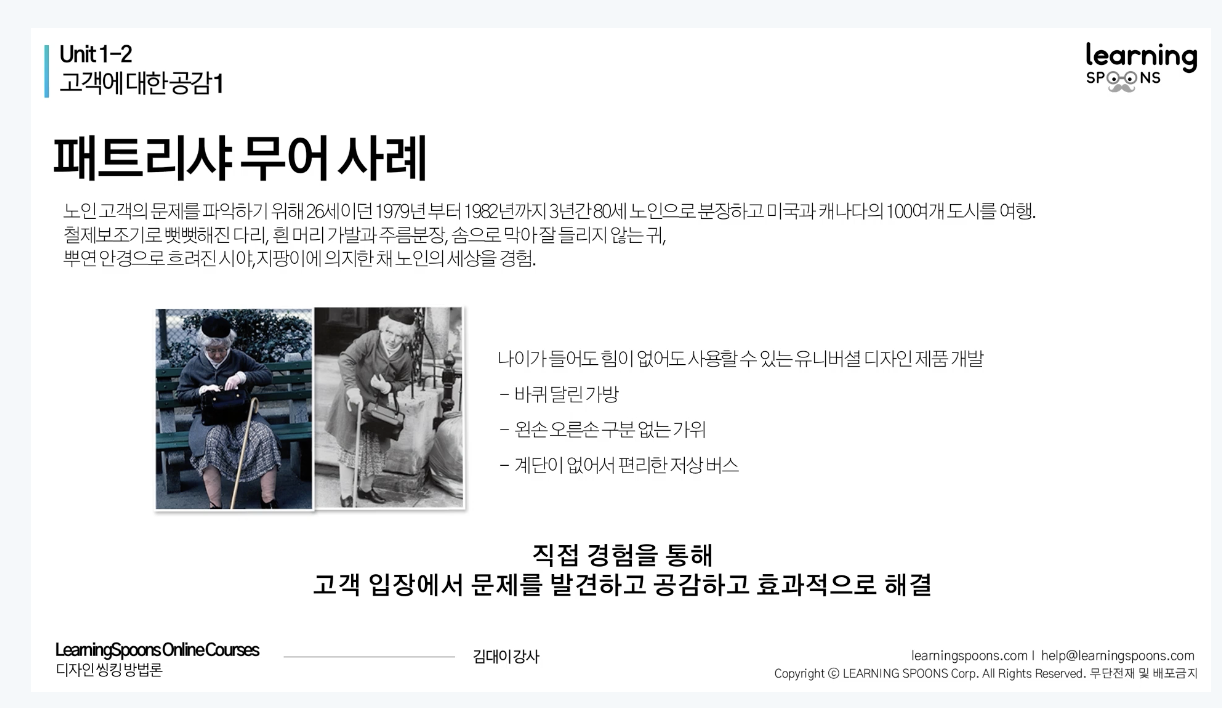 Unit 1-2
고객에 대한 공감 1
learning
SPOONS
패트리샤 무어 사례
노인 고객의 문제를 파악하기 위해 26세이던 1979년 부터 1982년까지 3년간 80세 노인으로 분장하고 미국과 캐나다의 100여개 도시를 여행.
철제보조기로 뻣뻣해진 다리, 흰 머리 가발과 주름분장, 솜으로 막아 잘 들리지 않는 귀,
뿌연 안경으로 흐려진 시야,지팡이에 의지한 채 노인의 세상을 경험.
나이가 들어도 힘이 없어도 사용할 수 있는 유니버셜 디자인 제품 개발
- 바퀴 달린 가방
- 왼손 오른손 구분 없는 가위
- 계단이 없어서 편리한 저상 버스
직접 경험을 통해
고객 입장에서 문제를 발견하고 공감하고 효과적으로 해결
LearningSpoons Online Courses
디자인 씽킹 방법론
김대이 강사
learningspoons.com l help@learningspoons.com
Copyright ⓒ LEARNING SPOONS Corp. All Rights Reserved. 무단전재 및 배포금지